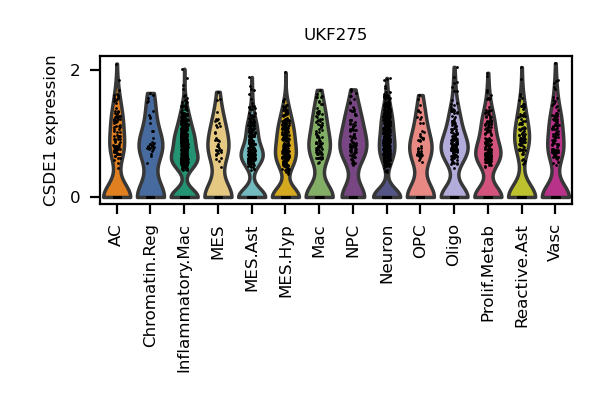 UKF275
CSDE1 expression
2
0
AC
Chromatin.Reg
Inflammatory.Mac
MES
MES.Ast
MES.Hyp
Mac
NPC
Neuron
OPC
Oligo
Prolif.Metab
Reactive.Ast
Vasc